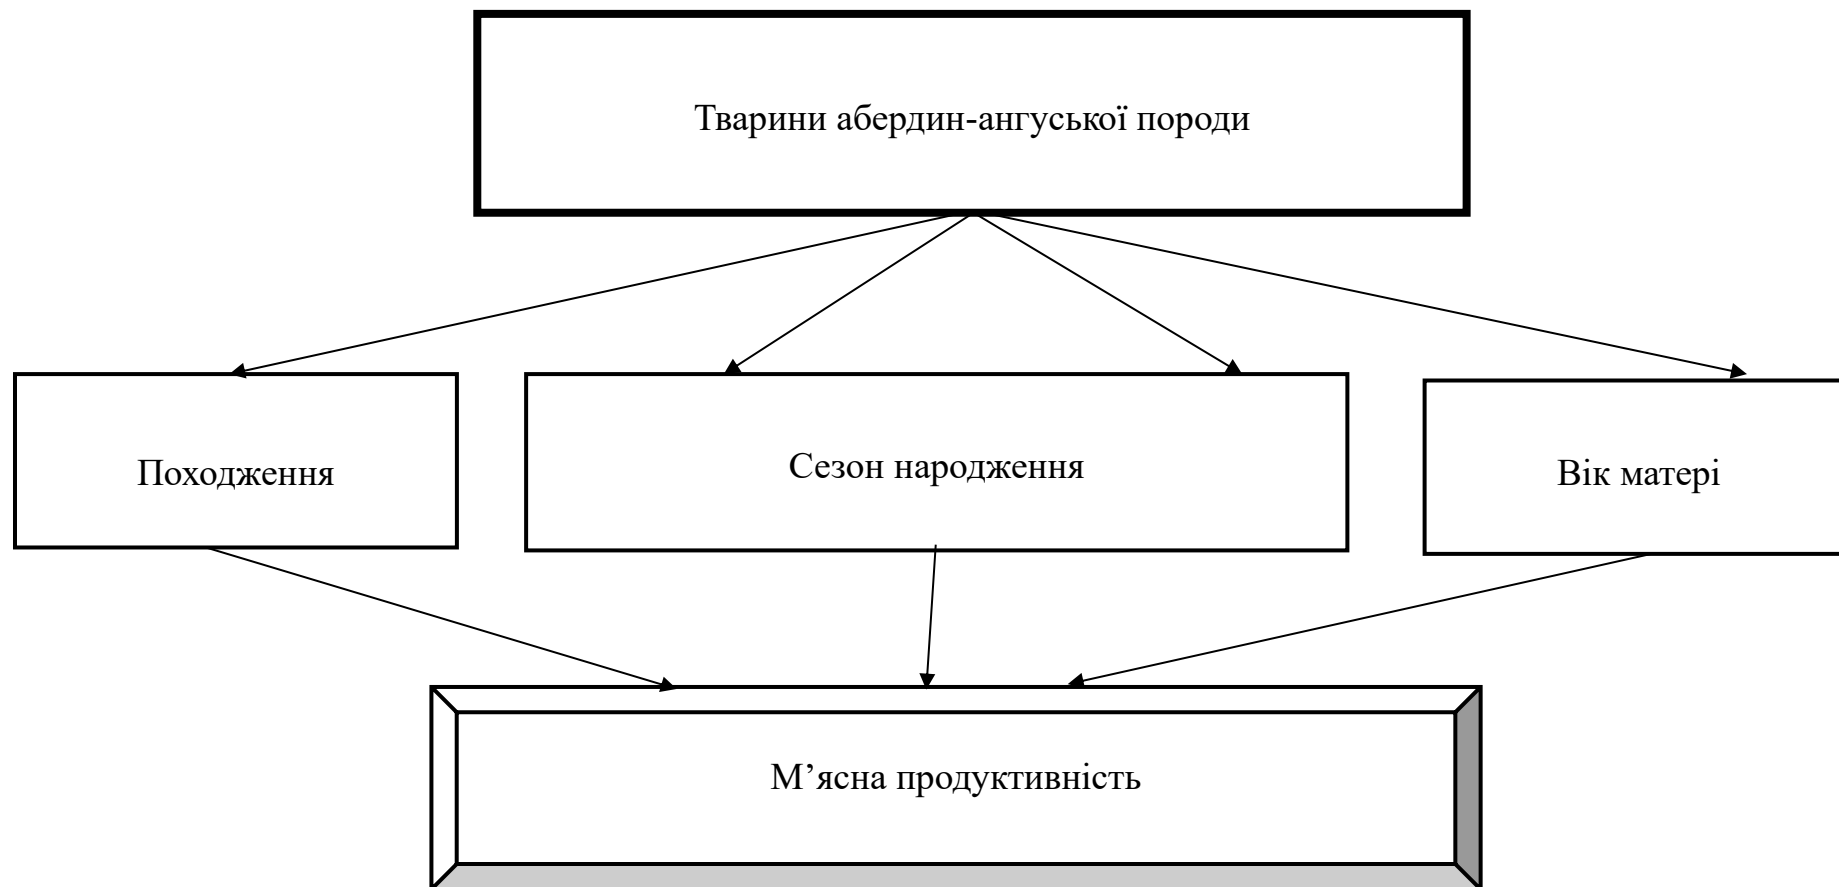 Тварини абердин-ангуської породи
Походження
Сезон народження
Вік матері
М’ясна продуктивність